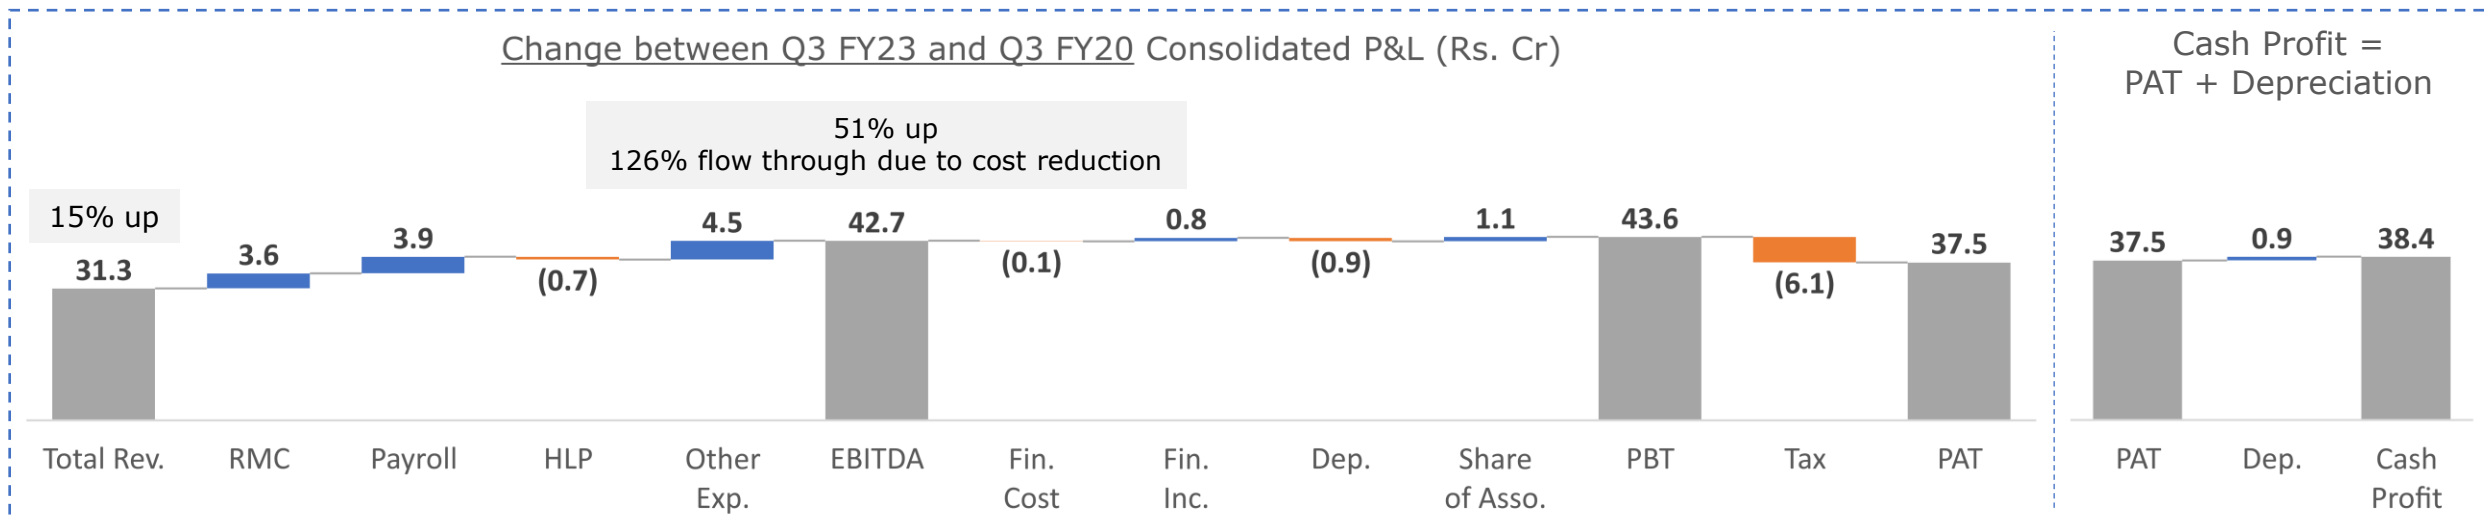 Change between Q3 FY23 and Q3 FY20 Consolidated P&L (Rs. Cr)
51% up
126% flow through due to cost reduction
15% up
31.3
3.6
3.9
(0.7)
4.5
42.7
(0.1)
0.8
(0.9)
1.1
43.6
(6.1)
37.5
Total Rev.
RMC
Payroll
HLP
Other
Exp.
EBITDA
Fin.
Cost
Fin.
Inc.
Dep.
Share
of Asso.
PBT
Tax
PAT
Cash Profit =
PAT + Depreciation
37.5
0.9
38.4
PAT
Dep.
Cash
Profit